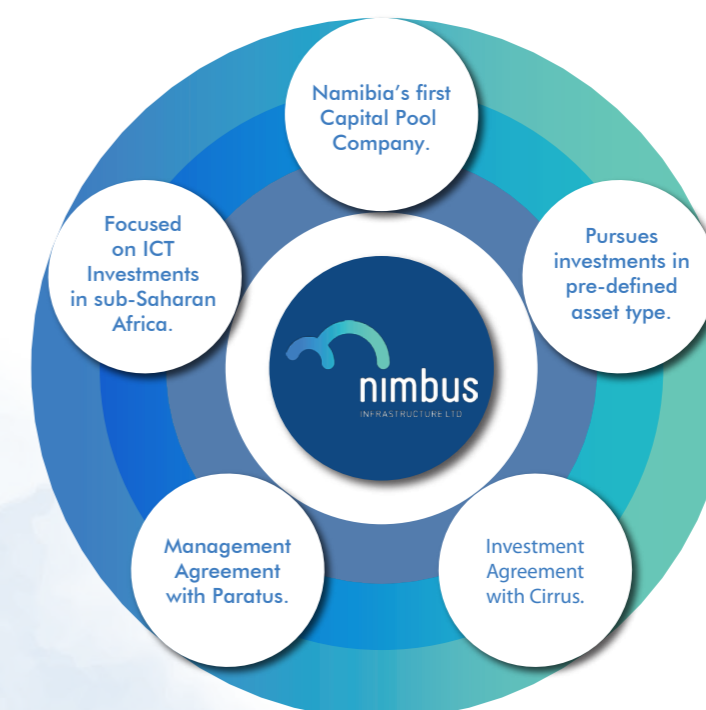 Namibia's first
Capital Pool
Company.
Pursues
investments in
pre-defined
asset type.
Investment
Agreement
with Cirrus.
Management
Agreement
with Paratus.
Focused
on ICT
Investments
in sub-Saharan
Africa.
nimbus
INFRASTRUCTURE LTD